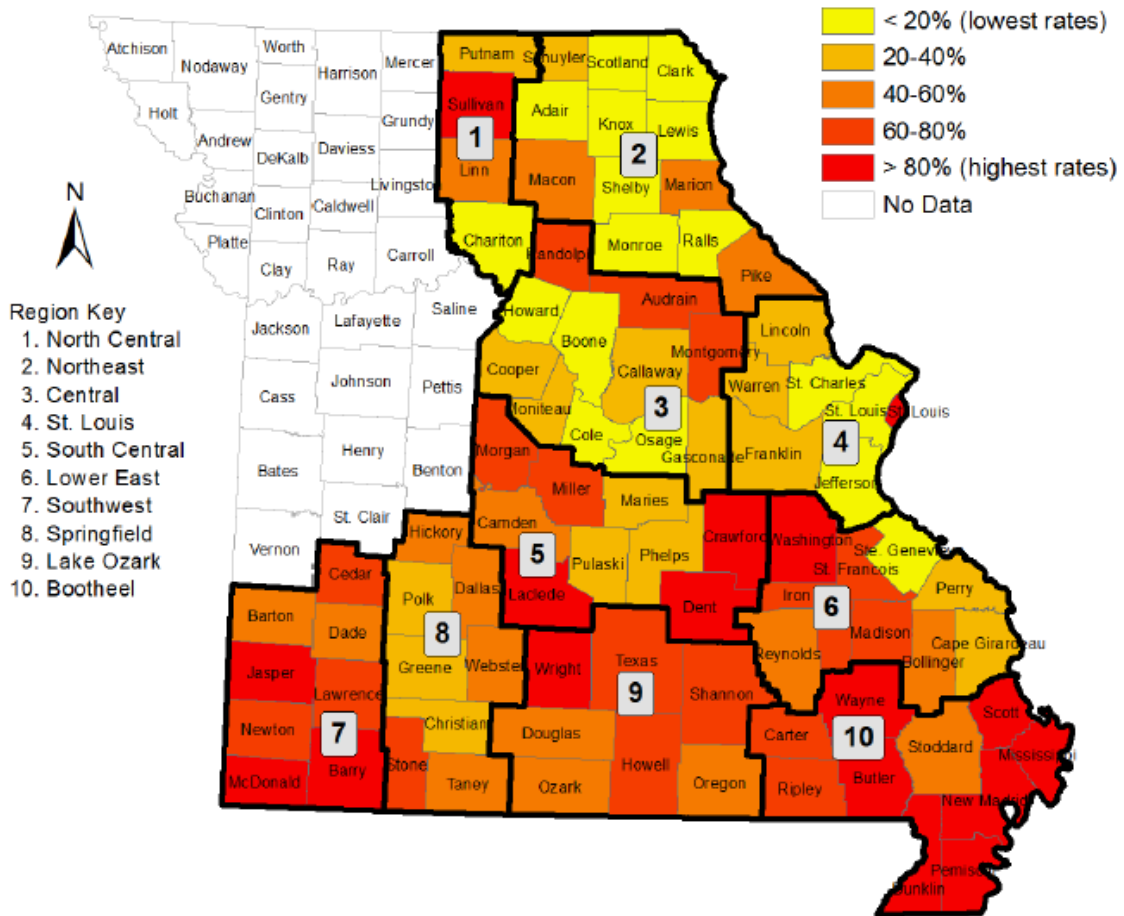 < 20% (lowest rates)
20-40%
40-60%
60-80%
> 80% (highest rates)
No Data
N
Region Key
1. North Central
2. Northeast
3. Central
4. St. Louis
5. South Central
6. Lower East
7. Southwest
8. Springfield
9. Lake Ozark
10. Bootheel
Atchison
Nodaway
Worth
Harrison
Mercer
Putnam
Schuyler
Scotland
Clark
Holt
Gentry
Grundy
Sullivan
Adair
Knox
Lewis
Andrew
DeKalb
Daviess
1
2
Linn
Macon
Shelby
Marion
Buchanan
Clinton
Caldwell
Livingston
Platte
Clay
Ray
Carroll
Chariton
Randolph
Monroe
Ralls
Pike
Jackson
Lafayette
Saline
Howard
Boone
Audrain
Montgomery
Lincoln
Cass
Johnson
Pettis
Cooper
Moniteau
Callaway
3
Warren
St. Charles
St. Louis
St. Louis
Bates
Henry
Benton
Morgan
Cole
Osage
Gasconade
Franklin
4
Jefferson
Vernon
St. Clair
Hickory
Camden
Miller
Maries
5
Pulaski
Phelps
Crawford
Washington
Ste. Genevieve
St. Francois
Cedar
Polk
Dallas
Laclede
Dent
Iron
6
Madison
Perry
Barton
Dade
8
Greene
Webster
Wright
Texas
Shannon
Reynolds
Bollinger
Cape Girardeau
Jasper
Lawrence
9
Wayne
Newton
7
Christian
Douglas
Howell
Carter
10
Stoddard
Scott
Mississippi
McDonald
Barry
Stone
Taney
Ozark
Oregon
Ripley
Butler
New Madrid
Pemiscot
Dunklin